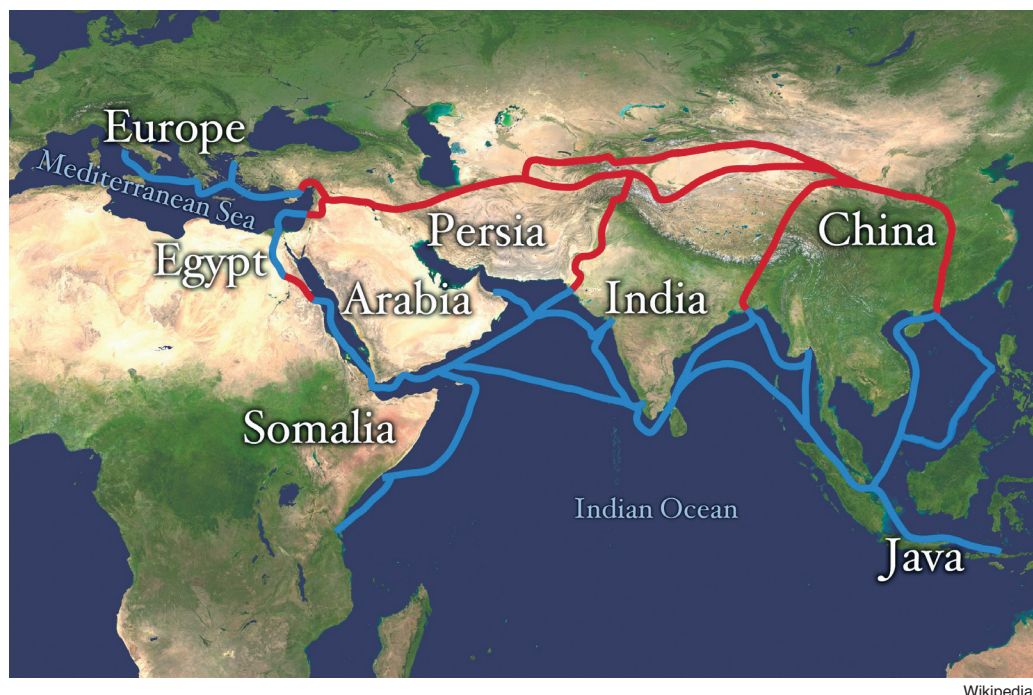 Europe
Mediterranean Sea
Persia
China
Egypt
Arabia
India
Somalia
Indian Ocean
Java
Wikipedia